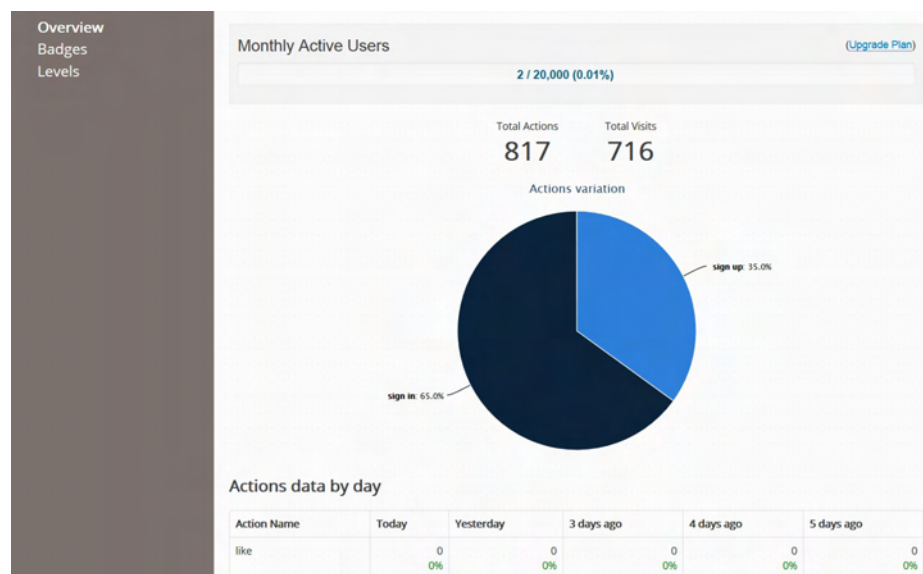 Overview
Badges
Levels
Monthly Active Users
(Upgrade Plan)
2 / 20,000 (0.01%)
Total Actions Total Visits
817 716
Actions variation
sign up: 35.0%
sign in: 65.0%
Actions data by day
Action Name Today Yesterday 3 days ago 4 days ago 5 days ago
like 0 0 0 0 0
0% 0% 0% 0% 0%